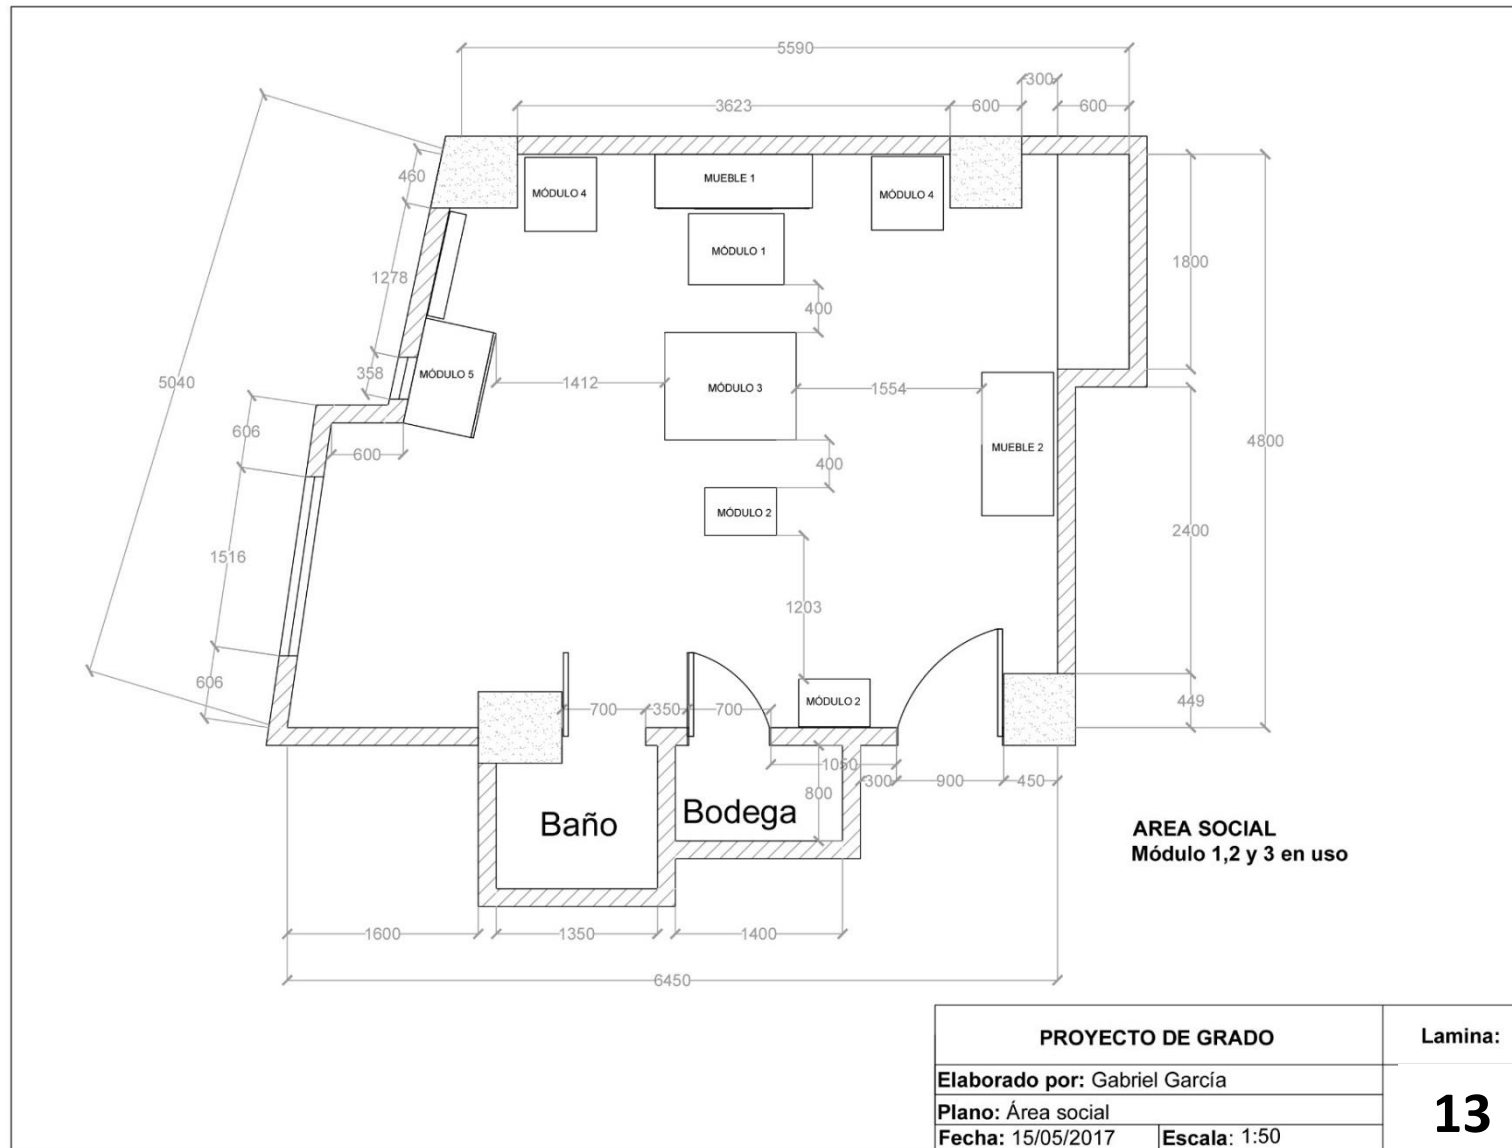 5590
300
3623
600
600
460
MÓDULO 4
MUEBLE 1
MÓDULO 4
MÓDULO 1
1800
1278
400
358
MÓDULO 5
5040
1412
MÓDULO 3
1554
606
600
400
MUEBLE 2
4800
MÓDULO 2
1516
2400
1203
606
700
350
700
MÓDULO 2
449
1050
800
300
900
450
Baño
Bodega
AREA SOCIAL
Módulo 1,2 y 3 en uso
1600
1350
1400
6450
PROYECTO DE GRADO
Lamina:
Elaborado por: Gabriel García
13
Plano: Área social
Fecha: 15/05/2017
Escala: 1:50